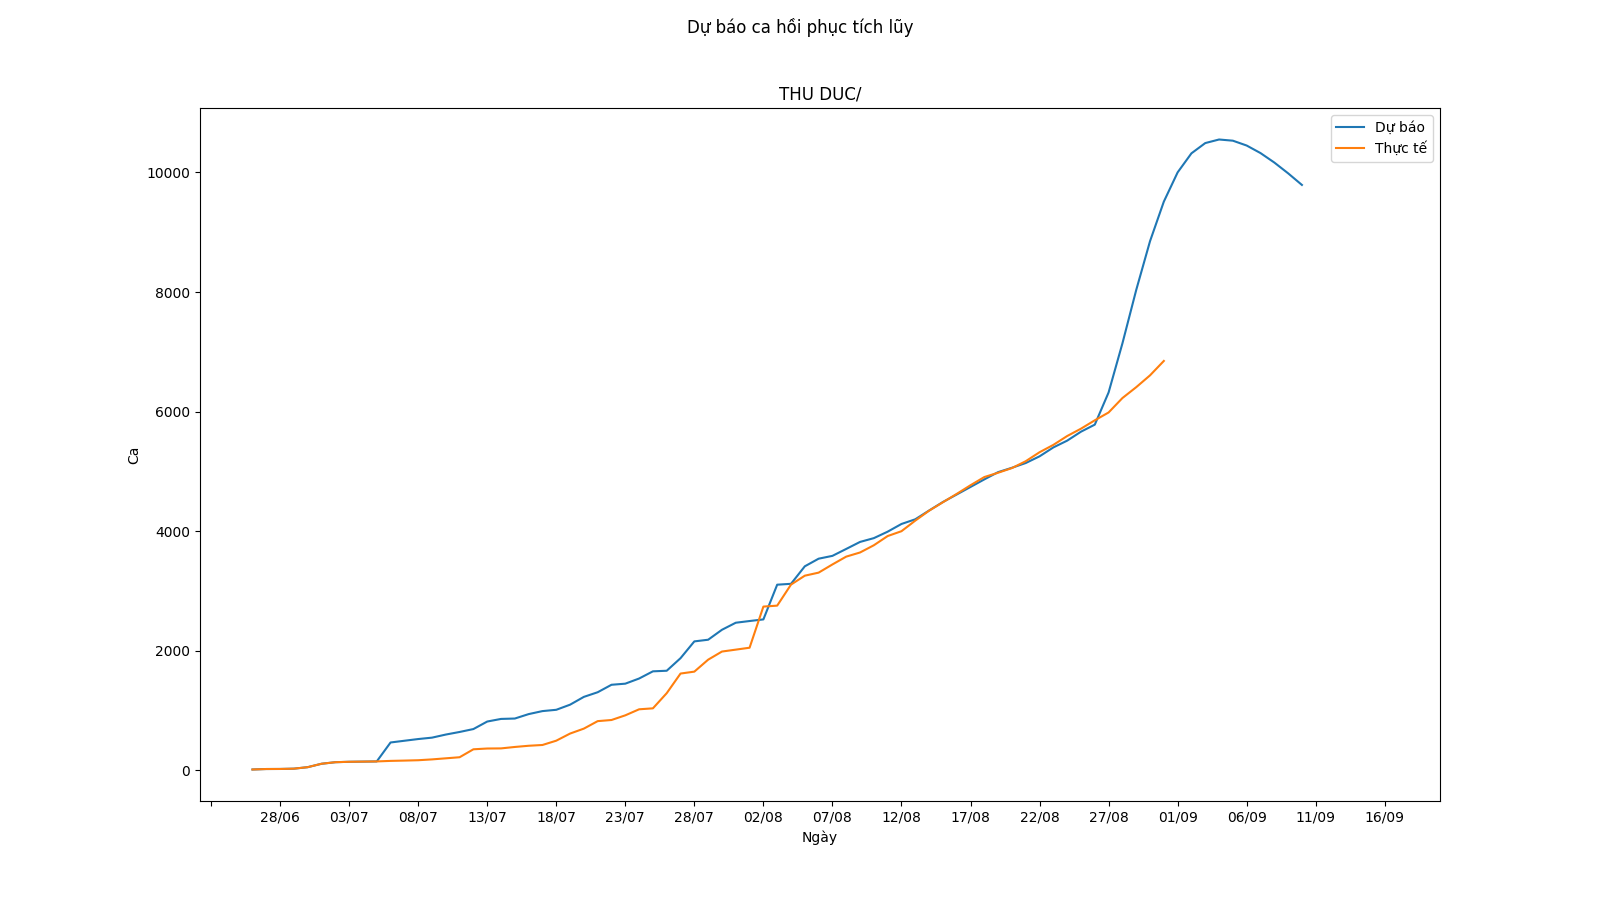 Dự báo ca hồi phục tích lũy
THU DUC/
Dự báo
Thực tế
10000
8000
6000
4000
2000
0
Ca
28/06 03/07 08/07 13/07 18/07 23/07 28/07 02/08 07/08 12/08 17/08 22/08 27/08 01/09 06/09 11/09 16/09
Ngày